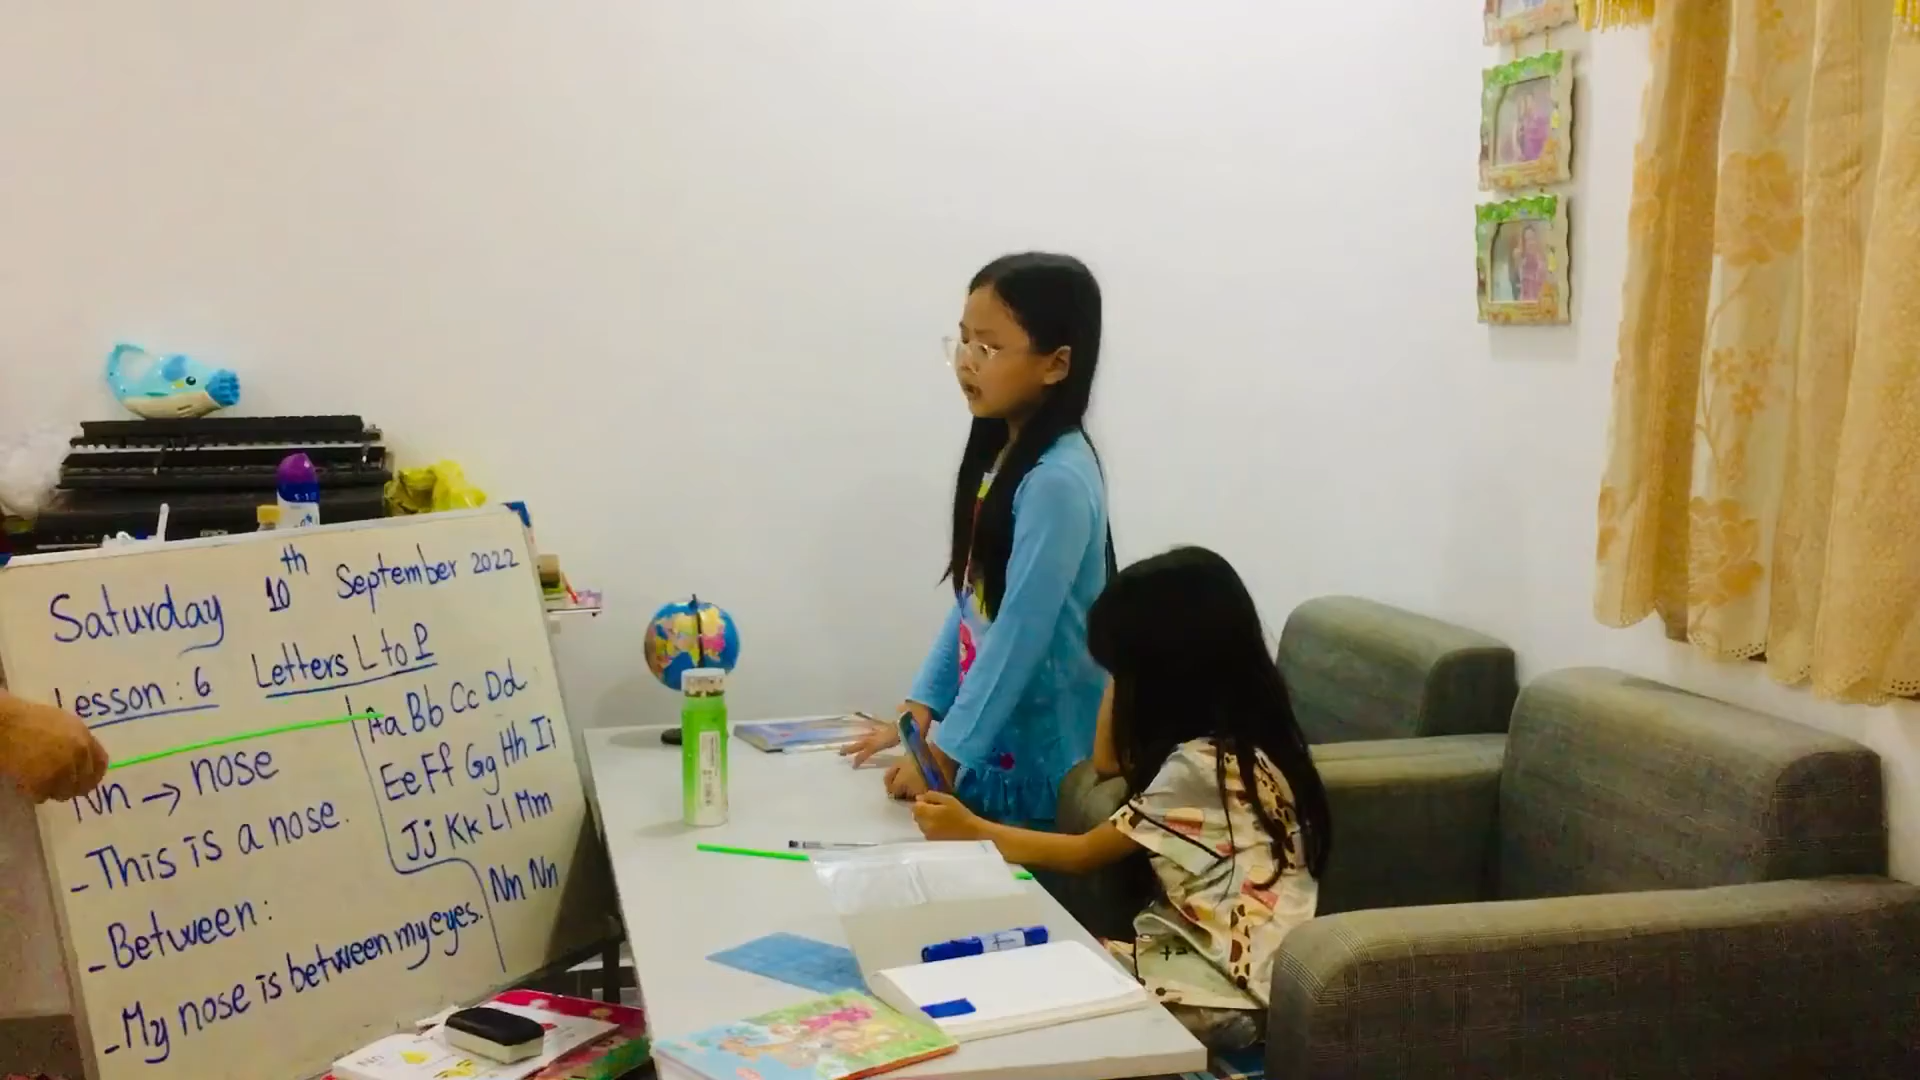 Saturday 10th September 2022
Lesson: 6 Letters L to P
Nn → nose
- This is a nose.
- Between:
- My nose is between my eyes.
Aa Bb Cc Dd
Ee Ff Gg Hh Ii
Jj Kk Ll Mm
Nn Nn